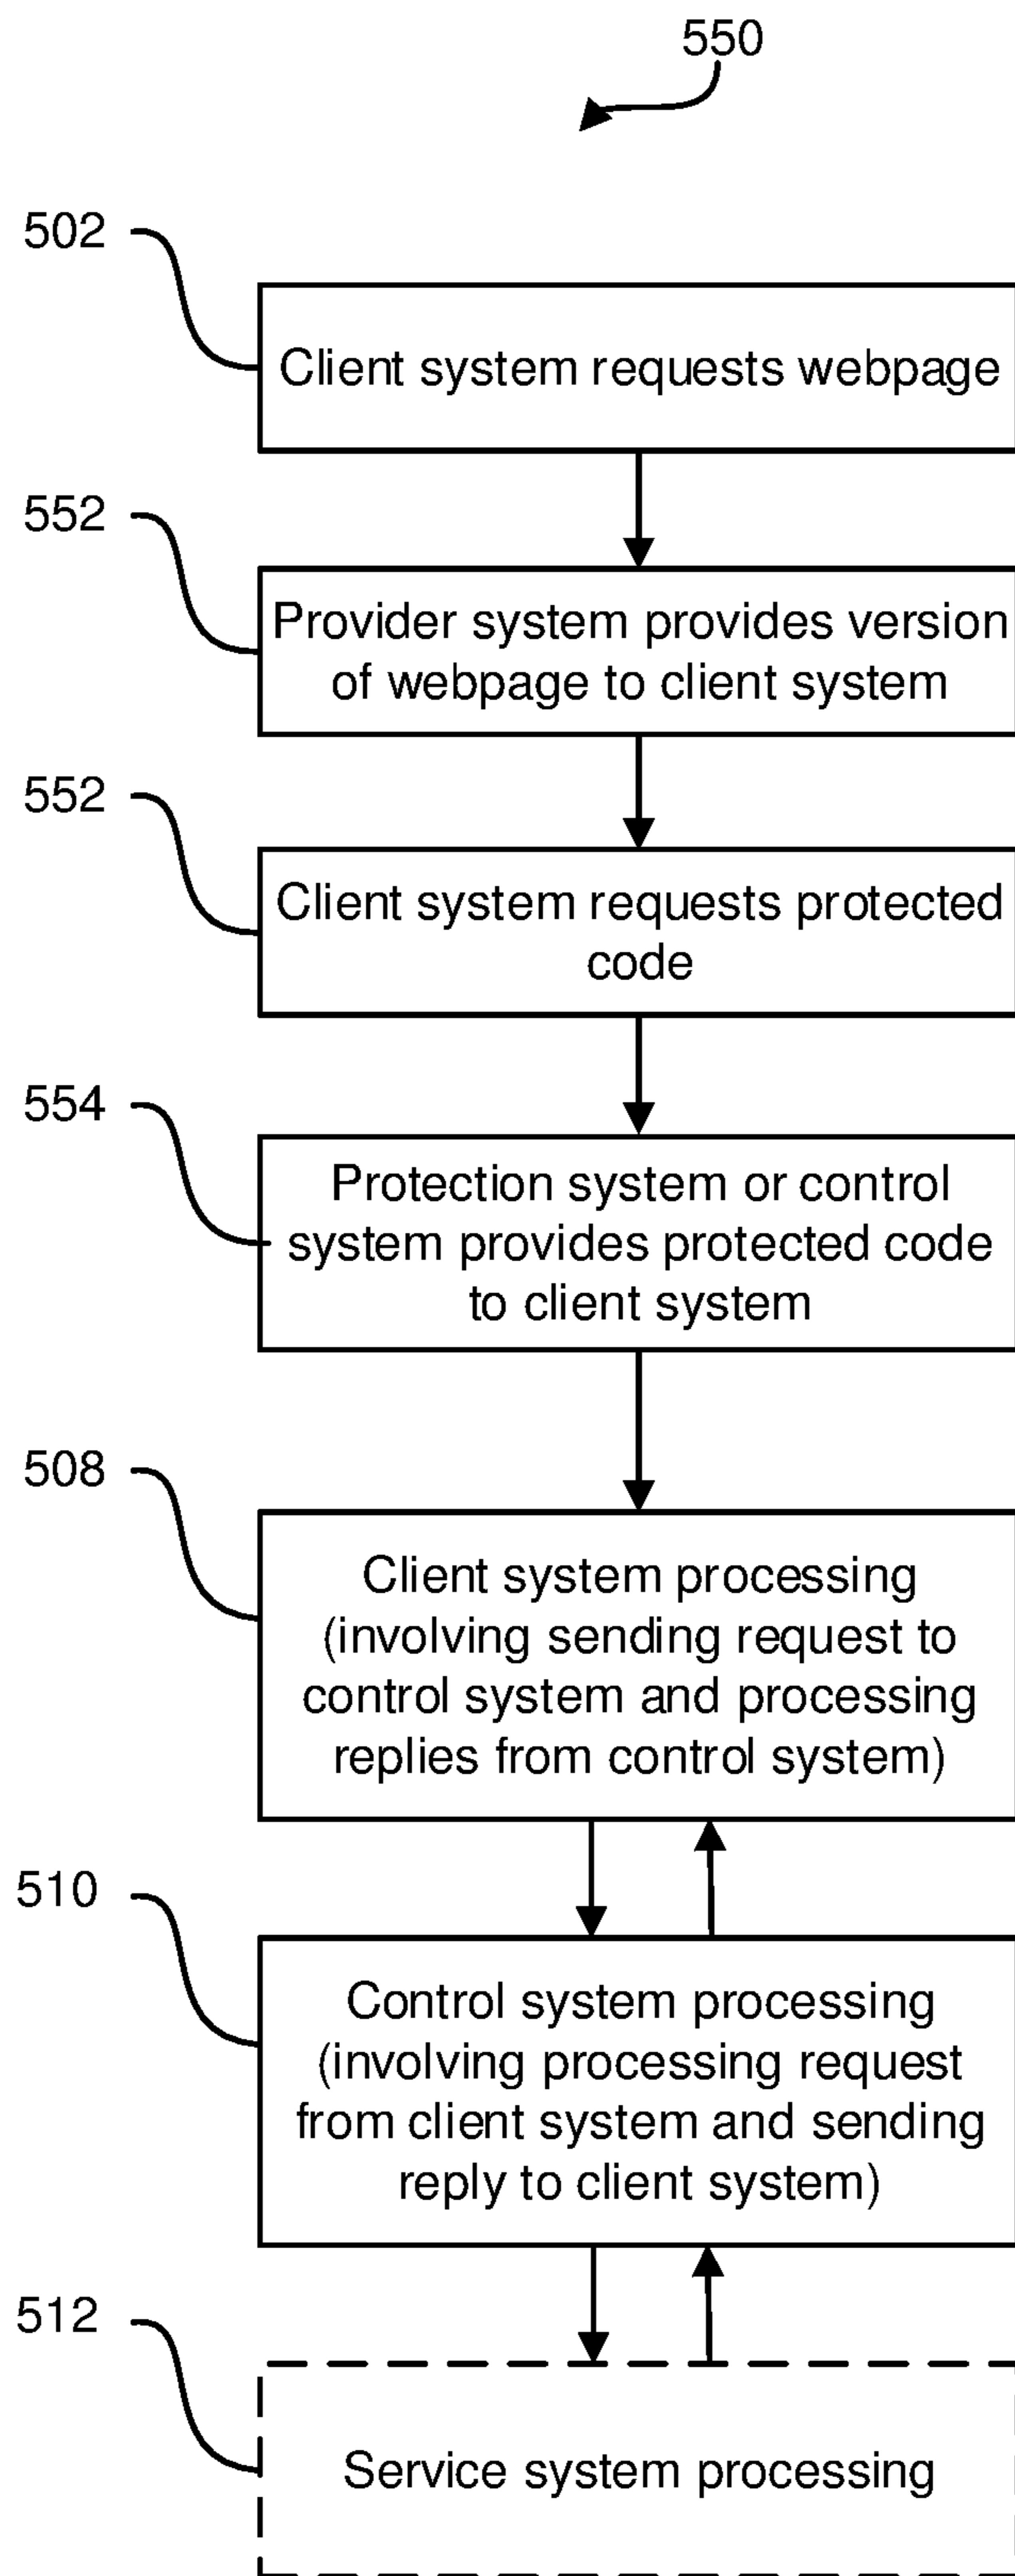 550
502
Client system requests webpage
552
Provider system provides version
of webpage to client system
552
Client system requests protected
code
554
Protection system or control
system provides protected code
to client system
508
Client system processing
(involving sending request to
control system and processing
replies from control system)
510
Control system processing
(involving processing request
from client system and sending
reply to client system)
512
Service system processing